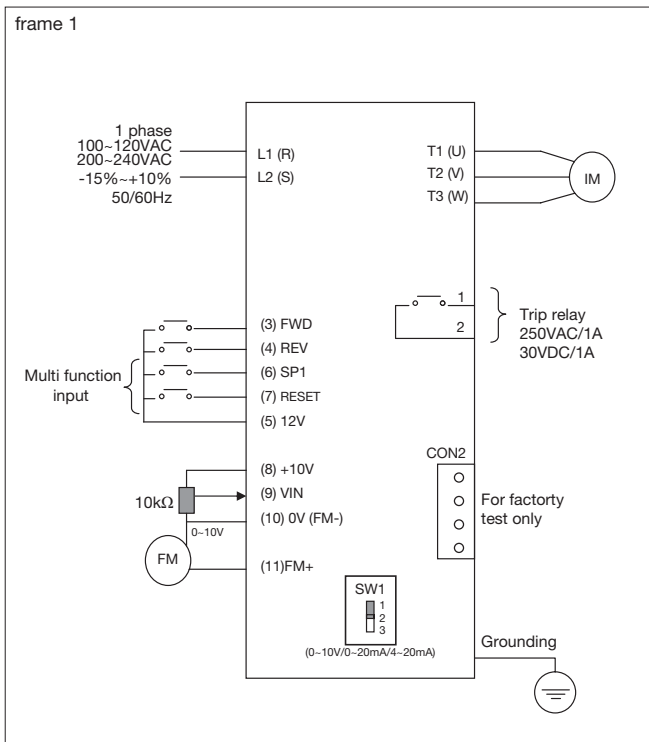 frame 1
1 phase
100~120VAC
200~240VAC
-15%~+10%
50/60Hz
L1 (R)
L2 (S)
T1 (U)
T2 (V)
T3 (W)
IM
1
2
Trip relay
250VAC/1A
30VDC/1A
(3) FWD
(4) REV
(6) SP1
(7) RESET
(5) 12V
Multi function
input
CON2
For factorty
test only
(8) +10V
(9) VIN
(10) 0V (FM-)
(11)FM+
10kΩ
0~10V
FM
SW1
1
2
3
(0~10V/0~20mA/4~20mA)
Grounding